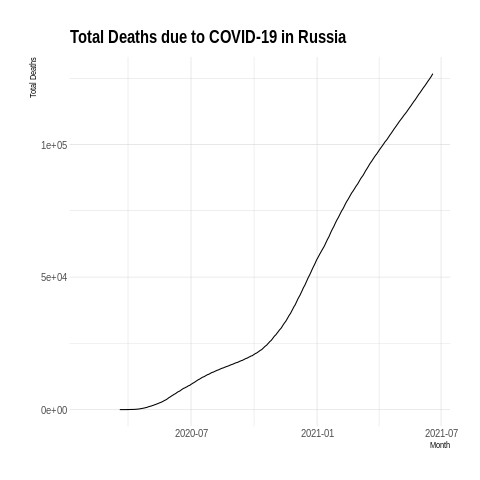 Total Deaths due to COVID-19 in Russia
Total Deaths
1e+05
5e+04
0e+00
2020-07 2021-01 2021-07
Month